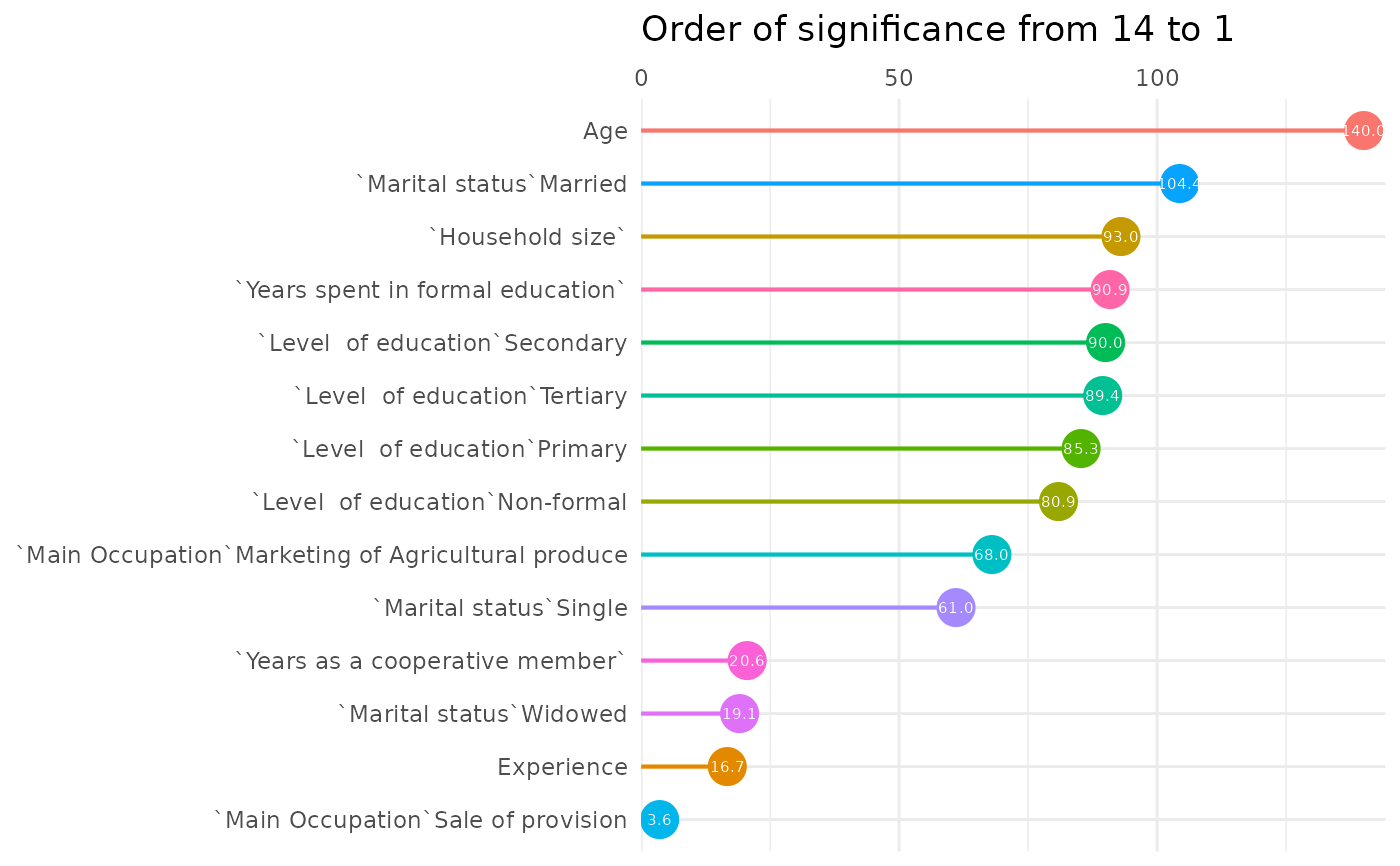 Order of significance from 14 to 1
0 50 100
Age 140.0
`Marital status`Married 104.4
`Household size` 93.0
`Years spent in formal education` 90.9
`Level  of education`Secondary 90.0
`Level  of education`Tertiary 89.4
`Level  of education`Primary 85.3
`Level  of education`Non-formal 80.9
`Main Occupation`Marketing of Agricultural produce 68.0
`Marital status`Single 61.0
`Years as a cooperative member` 20.6
`Marital status`Widowed 19.1
Experience 16.7
`Main Occupation`Sale of provision 3.6